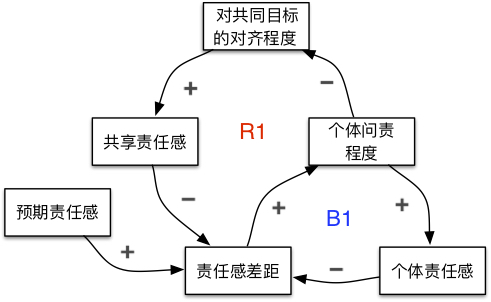 对共同目标
的对齐程度
+
−
R1
共享责任感
个体问责
程度
−
+
+
预期责任感
B1
+
责任感差距
−
个体责任感